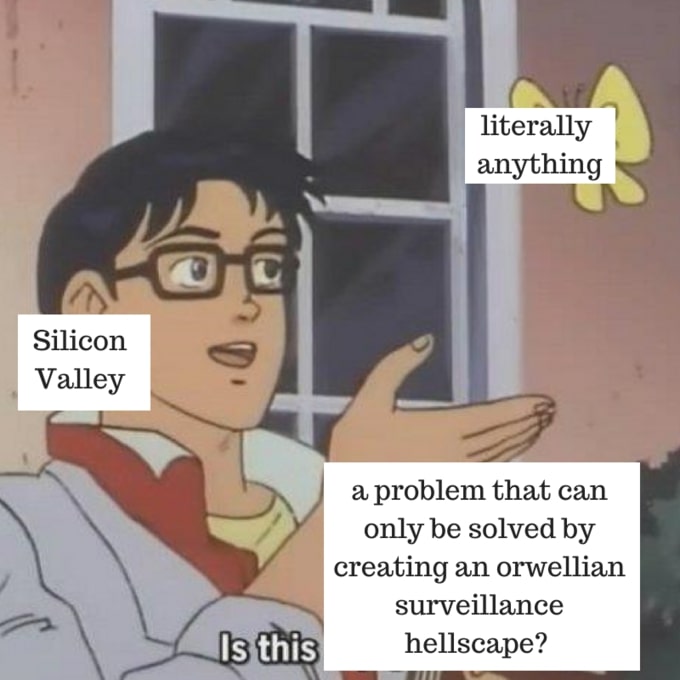 literally
anything
Silicon
Valley
a problem that can
only be solved by
creating an orwellian
surveillance
hellscape?
Is this